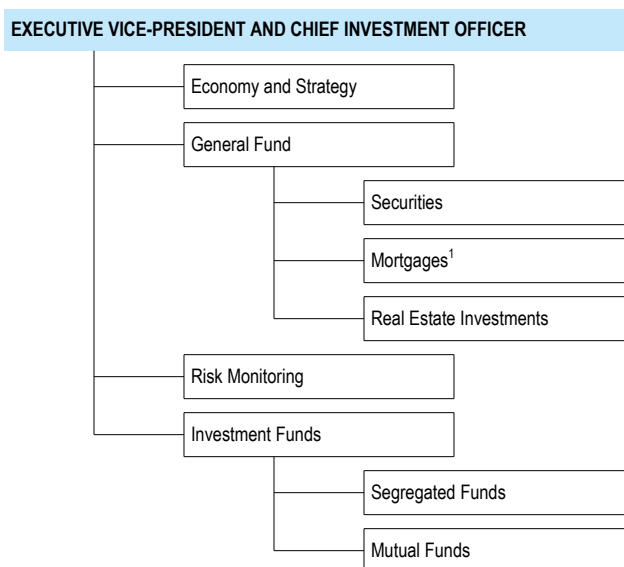 EXECUTIVE VICE-PRESIDENT AND CHIEF INVESTMENT OFFICER
Economy and Strategy
General Fund
Securities
Mortgages¹
Real Estate Investments
Risk Monitoring
Investment Funds
Segregated Funds
Mutual Funds